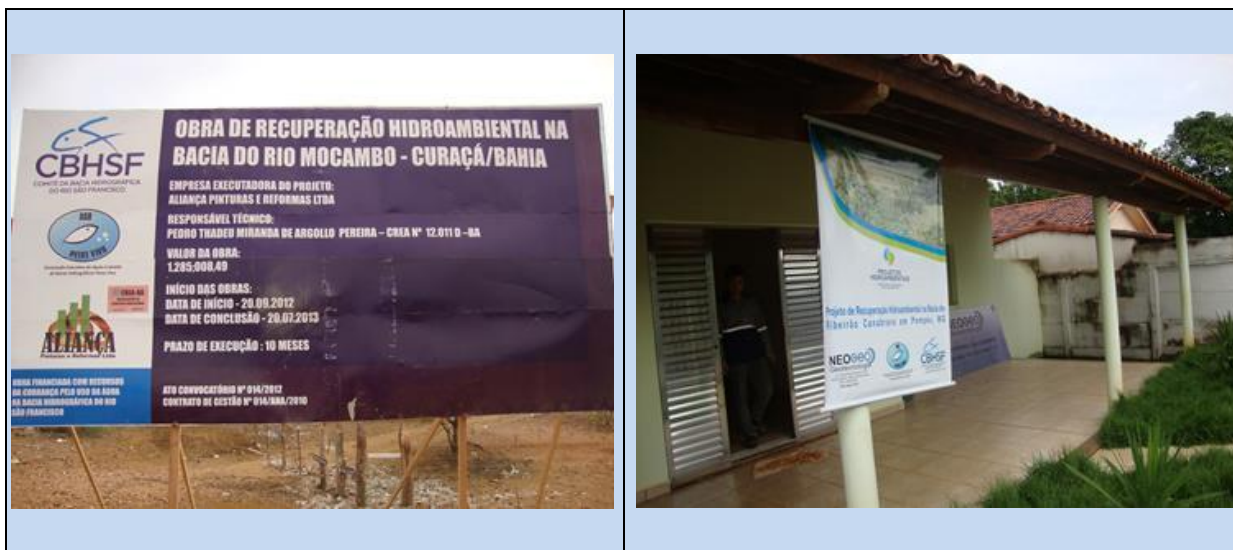 CBHSF
COMITÊ DA BACIA HIDROGRÁFICA
DO RIO SÃO FRANCISCO
AGB
PEIXE VIVO
ALIANÇA
Pinturas e Reformas Ltda
OBRA FINANCIADA COM RECURSOS
DA COBRANÇA PELO USO DA ÁGUA
NA BACIA HIDROGRÁFICA DO RIO
SÃO FRANCISCO
OBRA DE RECUPERAÇÃO HIDROAMBIENTAL NA
BACIA DO RIO MOCAMBO - CURAÇÁ/BAHIA
EMPRESA EXECUTADORA DO PROJETO:
ALIANÇA PINTURAS E REFORMAS LTDA
RESPONSÁVEL TÉCNICO:
PEDRO THADEU MIRANDA DE ARGOLLO PEREIRA – CREA Nº 12.011 D –BA
VALOR DA OBRA:
1.285:008,49
INÍCIO DAS OBRAS:
DATA DE INÍCIO - 20.09.2012
DATA DE CONCLUSÃO - 20.07.2013
PRAZO DE EXECUÇÃO : 10 MESES
ATO CONVOCATÓRIO Nº 014/2012
CONTRATO DE GESTÃO Nº 014/ANA/2010
PROJETOS
HIDROAMBIENTAIS
Projeto de Recuperação Hidroambiental na Bacia do
Ribeirão Canabrava em Pompéu, MG
NEOGEO
CBHSF
NEOGEO